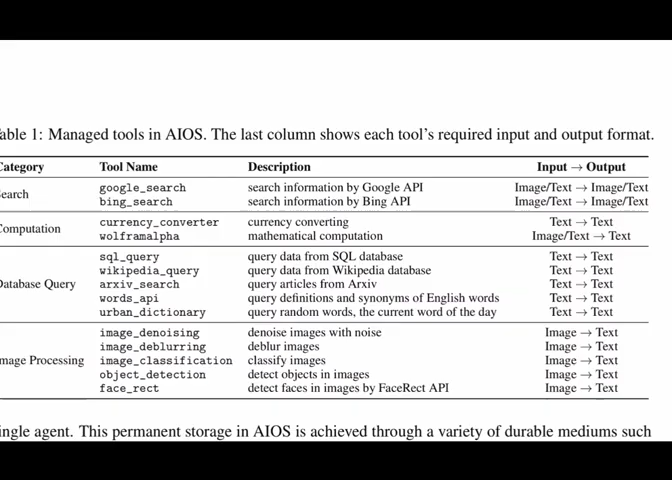 able 1: Managed tools in AIOS. The last column shows each tool's required input and output format.
Category Tool Name Description Input → Output
Search google_search search information by Google API Image/Text → Image/Text
bing_search search information by Bing API Image/Text → Image/Text
Computation currency_converter currency converting Text → Text
wolframalpha mathematical computation Image/Text → Text
Database Query sql_query query data from SQL database Text → Text
wikipedia_query query data from Wikipedia database Text → Text
arxiv_search query articles from Arxiv Text → Text
words_api query definitions and synonyms of English words Text → Text
urban_dictionary query random words, the current word of the day Text → Text
Image Processing image_denoising denoise images with noise Image → Text
image_deblurring deblur images Image → Text
image_classification classify images Image → Text
object_detection detect objects in images Image → Text
face_rect detect faces in images by FaceRect API Image → Text
ingle agent. This permanent storage in AIOS is achieved through a variety of durable mediums such